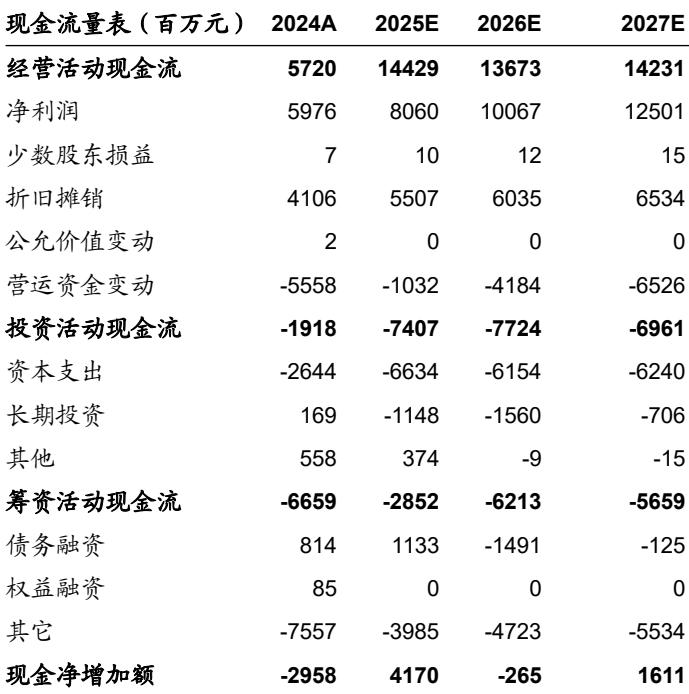 现金流量表（百万元） 2024A 2025E 2026E 2027E
经营活动现金流 5720 14429 13673 14231
净利润 5976 8060 10067 12501
少数股东损益 7 10 12 15
折旧摊销 4106 5507 6035 6534
公允价值变动 2 0 0 0
营运资金变动 -5558 -1032 -4184 -6526
投资活动现金流 -1918 -7407 -7724 -6961
资本支出 -2644 -6634 -6154 -6240
长期投资 169 -1148 -1560 -706
其他 558 374 -9 -15
筹资活动现金流 -6659 -2852 -6213 -5659
债务融资 814 1133 -1491 -125
权益融资 85 0 0 0
其它 -7557 -3985 -4723 -5534
现金净增加额 -2958 4170 -265 1611